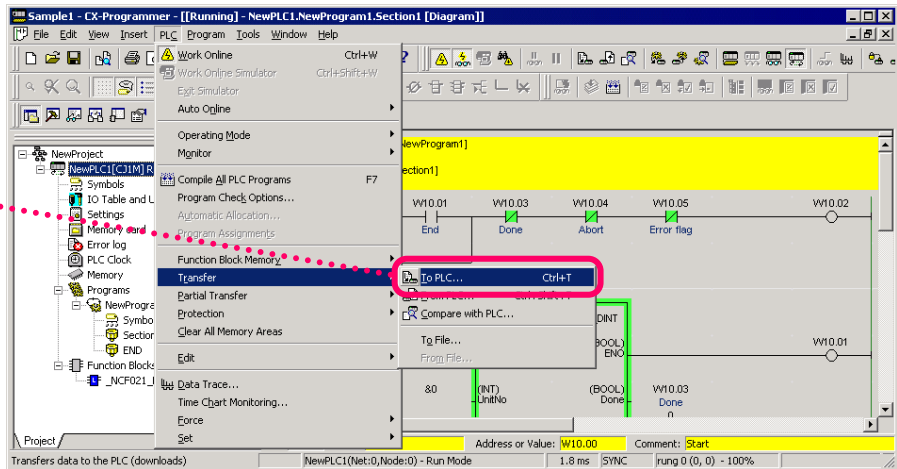 Sample1 - CX-Programmer - [[Running] - NewPLC1.NewProgram1.Section1 [Diagram]]
File Edit View Insert PLC Program Tools Window Help
Work Online Ctrl+W
Work Online Simulator Ctrl+Shift+W
Exit Simulator
Auto Online
Operating Mode
Monitor
Compile All PLC Programs F7
Program Check Options...
Automatic Allocation...
Program Assignments
Function Block Memory
Transfer
Partial Transfer
Protection
Clear All Memory Areas
Edit
Data Trace...
Time Chart Monitoring...
Force
Set
To PLC... Ctrl+T
Compare with PLC...
To File...
From File...
NewProject
NewPLC1[CJ1M] R
Symbols
IO Table and U
Settings
Memory card
Error log
PLC Clock
Memory
Programs
NewProgra
Symbo
Section
END
Function Blocks
_NCF021_
Project
NewProgram1]
ection1]
W10.01 W10.03 W10.04 W10.05 W10.02
End Done Abort Error flag
DINT
BOOL)
ENO
W10.01
&0 (INT) (BOOL) W10.03
UnitNo Done Done
0
Address or Value: W10.00 Comment: Start
Transfers data to the PLC (downloads) NewPLC1(Net:0,Node:0) - Run Mode 1.8 ms SYNC rung 0 (0, 0) - 100%